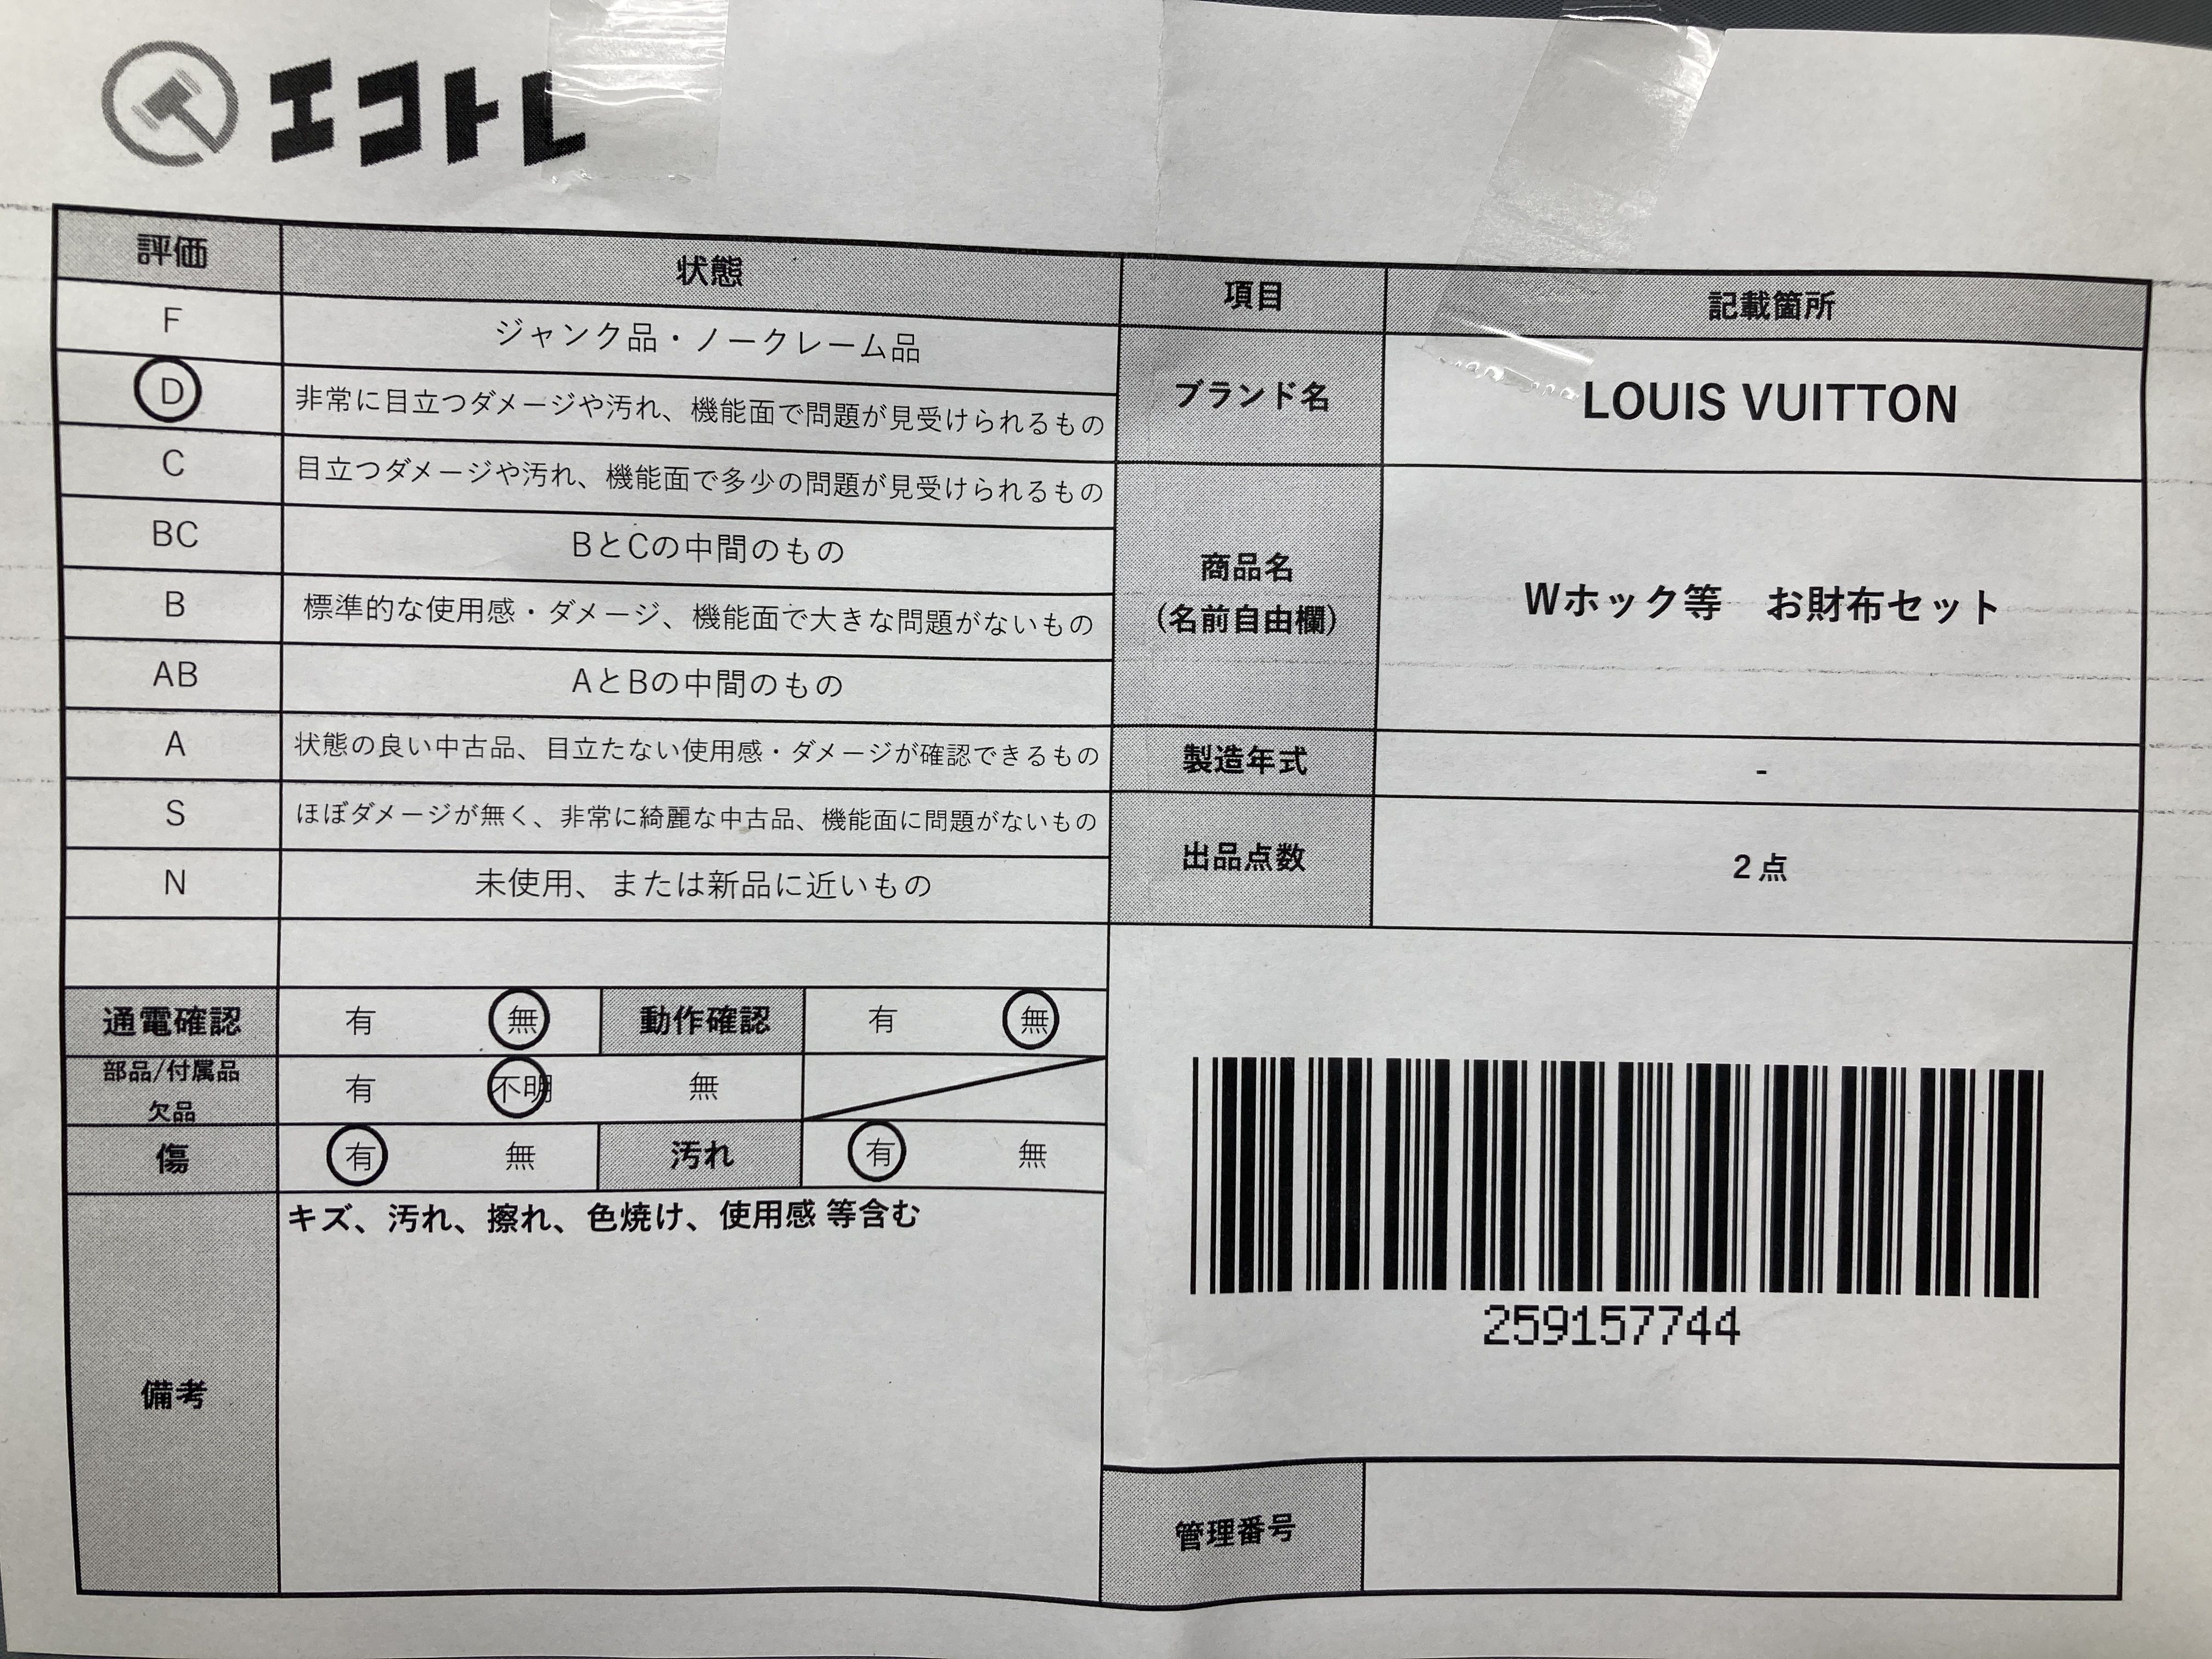 エコトレ
評価 状態
F ジャンク品・ノークレーム品
D 非常に目立つダメージや汚れ、機能面で問題が見受けられるもの
C 目立つダメージや汚れ、機能面で多少の問題が見受けられるもの
BC BとCの中間のもの
B 標準的な使用感・ダメージ、機能面で大きな問題がないもの
AB AとBの中間のもの
A 状態の良い中古品、目立たない使用感・ダメージが確認できるもの
S ほぼダメージが無く、非常に綺麗な中古品、機能面に問題がないもの
N 未使用、または新品に近いもの
通電確認 有 無 動作確認 有 無
部品/付属品
欠品 有 不明 無
傷 有 無 汚れ 有 無
備考 キズ、汚れ、擦れ、色焼け、使用感 等含む
項目 記載箇所
ブランド名 LOUIS VUITTON
商品名
(名前自由欄) Wホック等 お財布セット
製造年式 -
出品点数 2点
259157744
管理番号